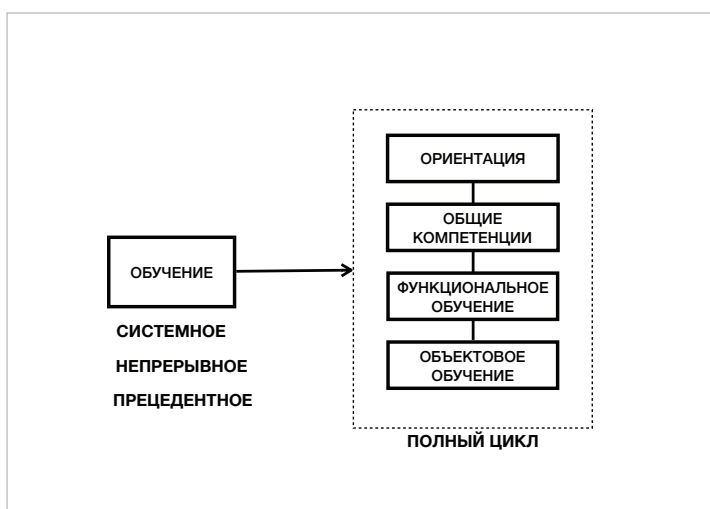 ОБУЧЕНИЕ
СИСТЕМНОЕ
НЕПРЕРЫВНОЕ
ПРЕЦЕДЕНТНОЕ
ОРИЕНТАЦИЯ
ОБЩИЕ
КОМПЕТЕНЦИИ
ФУНКЦИОНАЛЬНОЕ
ОБУЧЕНИЕ
ОБЪЕКТОВОЕ
ОБУЧЕНИЕ
ПОЛНЫЙ ЦИКЛ